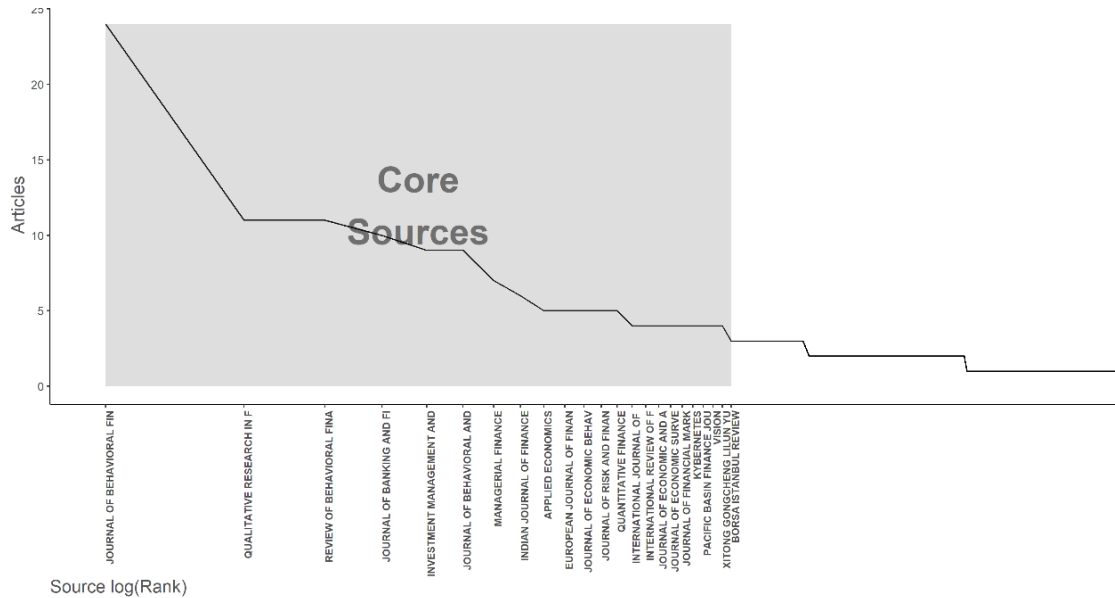 25
20
15
10
5
0
Articles
Core
Sources
JOURNAL OF BEHAVIORAL FIN
QUALITATIVE RESEARCH IN F
REVIEW OF BEHAVIORAL FINA
JOURNAL OF BANKING AND FI
INVESTMENT MANAGEMENT AND
JOURNAL OF BEHAVIORAL AND
MANAGERIAL FINANCE
INDIAN JOURNAL OF FINANCE
APPLIED ECONOMICS
EUROPEAN JOURNAL OF FINAN
JOURNAL OF ECONOMIC BEHAV
JOURNAL OF RISK AND FINAN
QUANTITATIVE FINANCE
INTERNATIONAL JOURNAL OF
INTERNATIONAL REVIEW OF F
JOURNAL OF ECONOMIC AND A
JOURNAL OF ECONOMIC SURVE
JOURNAL OF FINANCIAL MARK
KYBERNETES
PACIFIC BASIN FINANCE JOU
VISION
XITONG GONGCHENG LILUN YU
BORSA ISTANBUL REVIEW
Source log(Rank)